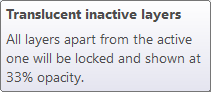 Translucent inactive layers
All layers apart from the active
one will be locked and shown at
33% opacity.